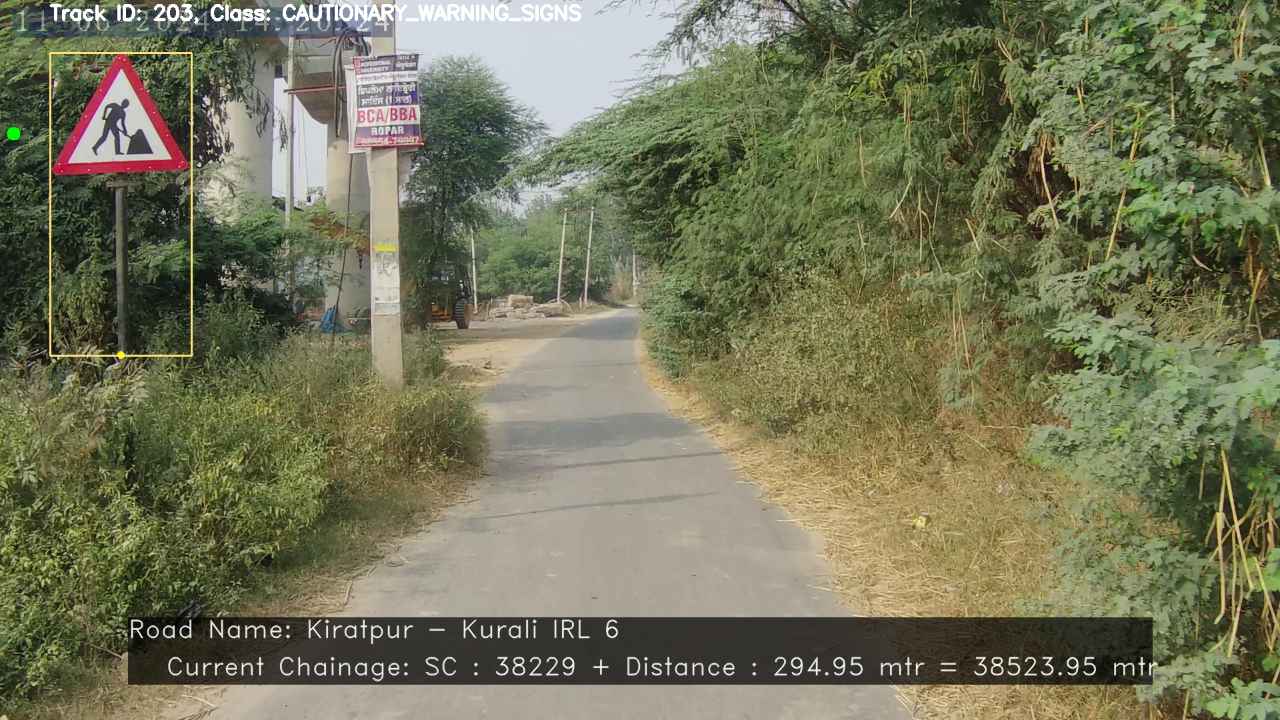 Track ID: 203, Class: CAUTIONARY_WARNING_SIGNS
BCA/BBA
ROPAR
Road Name: Kiratpur - Kurali IRL 6
Current Chainage: SC : 38229 + Distance : 294.95 mtr = 38523.95 mtr